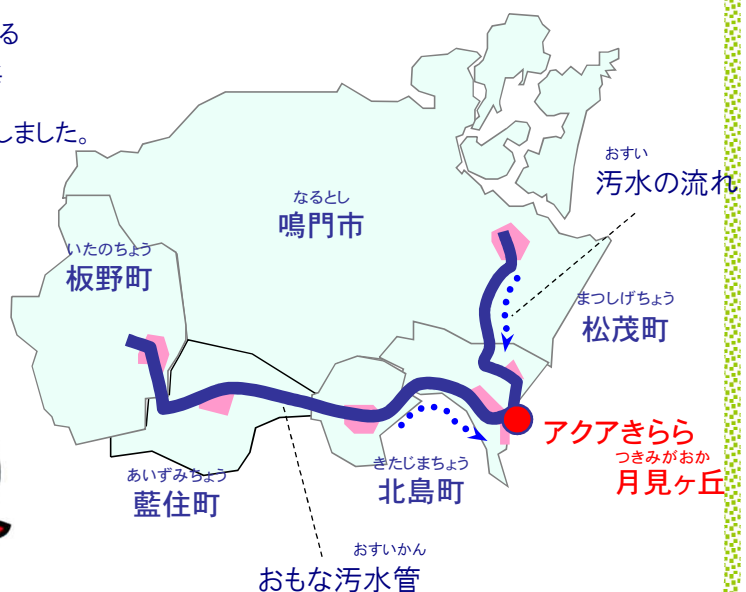 る
しました。
おすい
汚水の流れ
なるとし
鳴門市
いたのちょう
板野町
まつしげちょう
松茂町
アクアきらら
つきみがおか
月見ヶ丘
きたじまちょう
北島町
あいずみちょう
藍住町
おすいかん
おもな汚水管